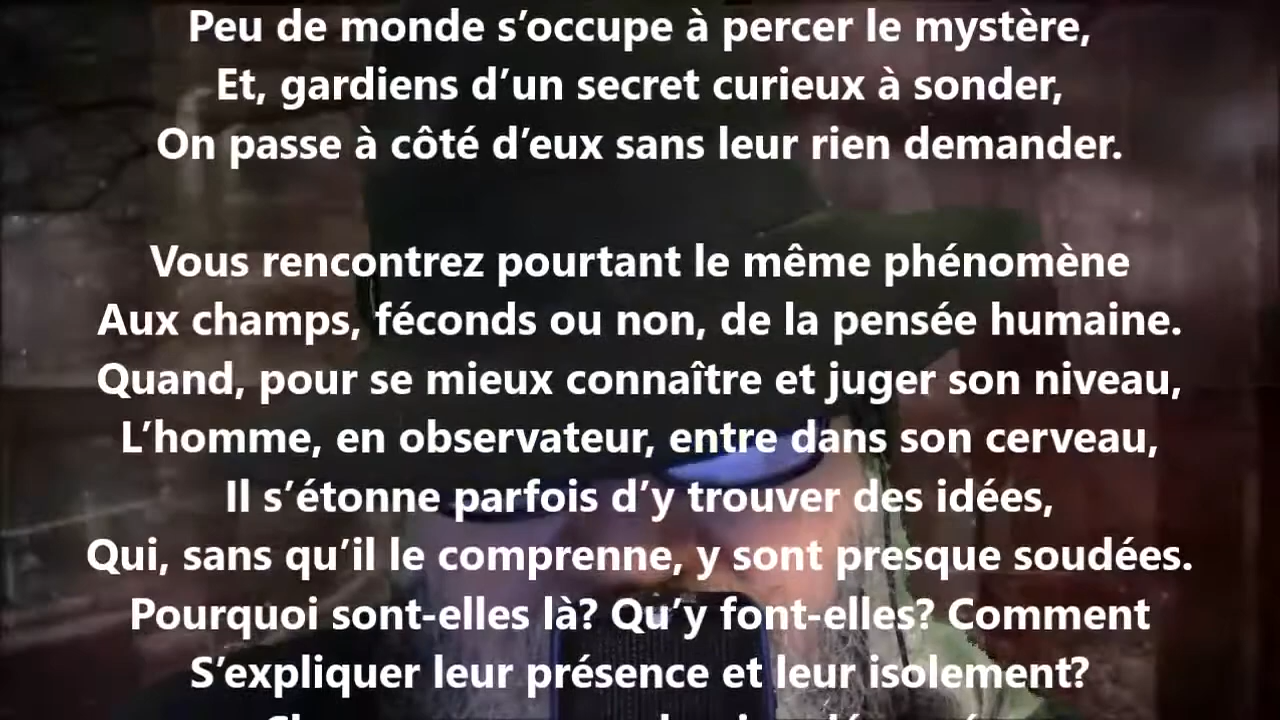 Peu de monde s’occupe à percer le mystère,
Et, gardiens d’un secret curieux à sonder,
On passe à côté d’eux sans leur rien demander.
Vous rencontrez pourtant le même phénomène
Aux champs, féconds ou non, de la pensée humaine.
Quand, pour se mieux connaître et juger son niveau,
L’homme, en observateur, entre dans son cerveau,
Il s’étonne parfois d’y trouver des idées,
Qui, sans qu’il le comprenne, y sont presque soudées.
Pourquoi sont-elles là? Qu’y font-elles? Comment
S’expliquer leur présence et leur isolement?